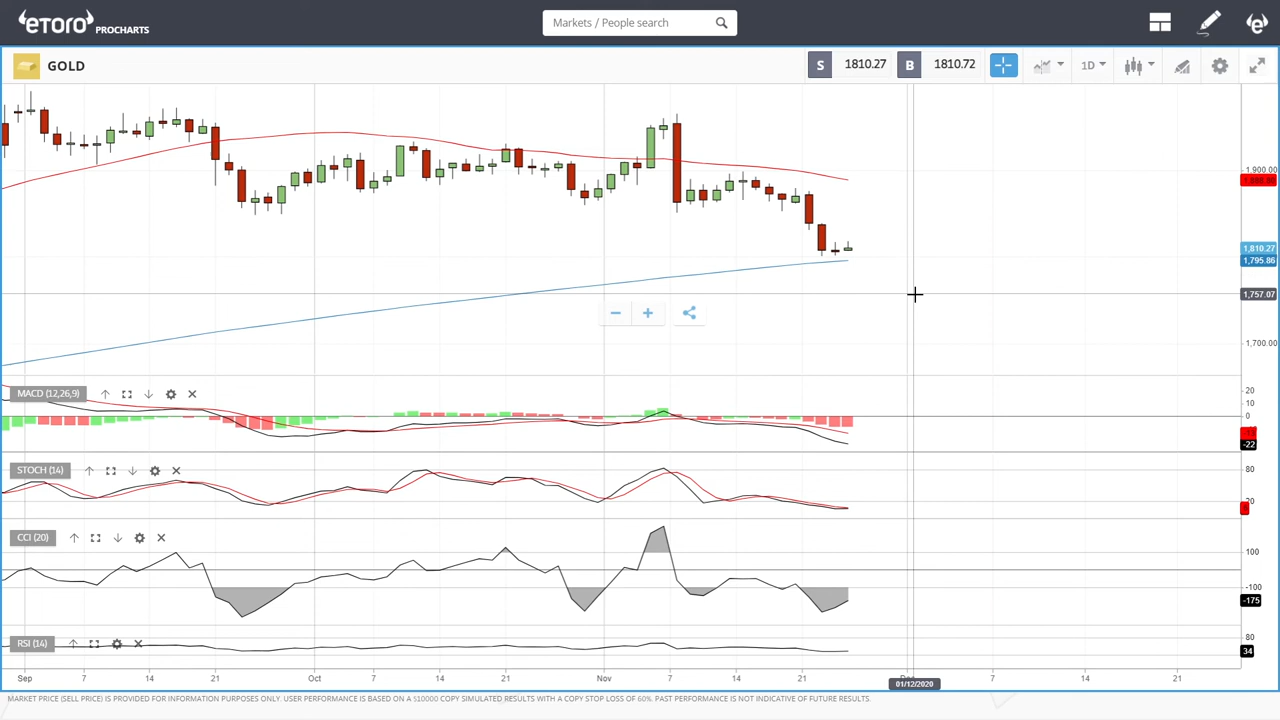 eToro PROCHARTS
Markets / People search
GOLD
S 1810.27 B 1810.72
1D
1,900.00
1,810.27
1,795.86
1,757.07
1,700.00
MACD (12,26,9)
20
10
0
-22
STOCH (14)
80
20
CCI (20)
100
-100
-175
RSI (14)
80
34
Sep 7 14 21 Oct 7 14 21 Nov 7 14 21 7 14 21
01/12/2020
MARKET PRICE (SELL PRICE) IS PROVIDED FOR INFORMATION PURPOSES ONLY. USER PERFORMANCE IS BASED ON A $10000 COPY SIMULATED RESULTS WITH A COPY STOP LOSS OF 60%. PAST PERFORMANCE IS NOT INDICATIVE OF FUTURE RESULTS.